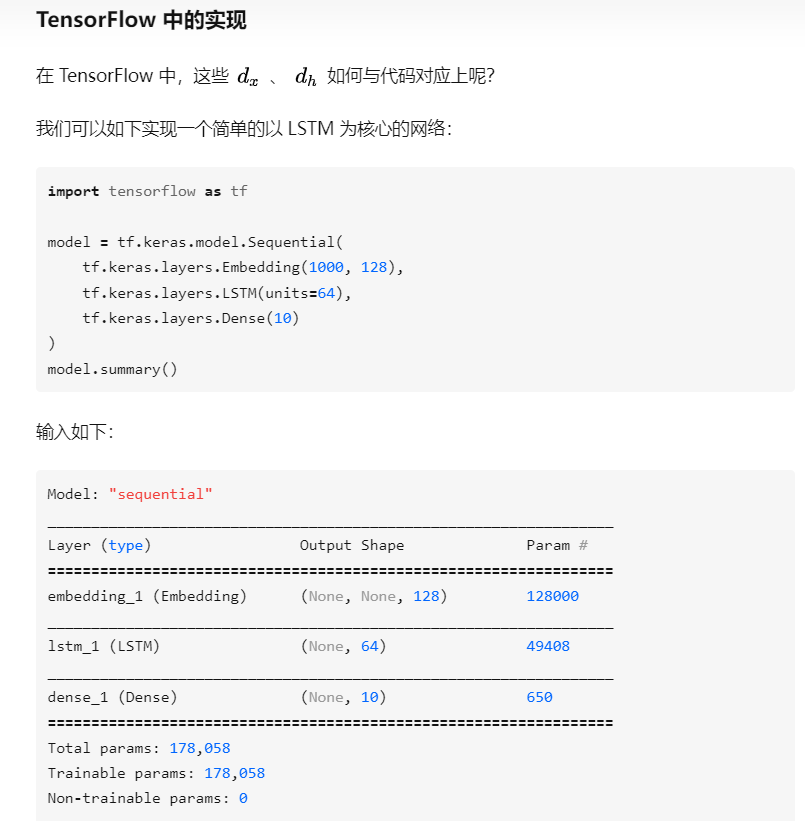 TensorFlow 中的实现
在 TensorFlow 中，这些 dₓ 、 dₕ 如何与代码对应上呢？
我们可以如下实现一个简单的以 LSTM 为核心的网络：
import tensorflow as tf
model = tf.keras.model.Sequential(
    tf.keras.layers.Embedding(1000, 128),
    tf.keras.layers.LSTM(units=64),
    tf.keras.layers.Dense(10)
)
model.summary()
输入如下：
Model: "sequential"
_________________________________________________________________
Layer (type)                 Output Shape              Param #
=================================================================
embedding_1 (Embedding)      (None, None, 128)         128000
_________________________________________________________________
lstm_1 (LSTM)                (None, 64)                49408
_________________________________________________________________
dense_1 (Dense)              (None, 10)                650
=================================================================
Total params: 178,058
Trainable params: 178,058
Non-trainable params: 0